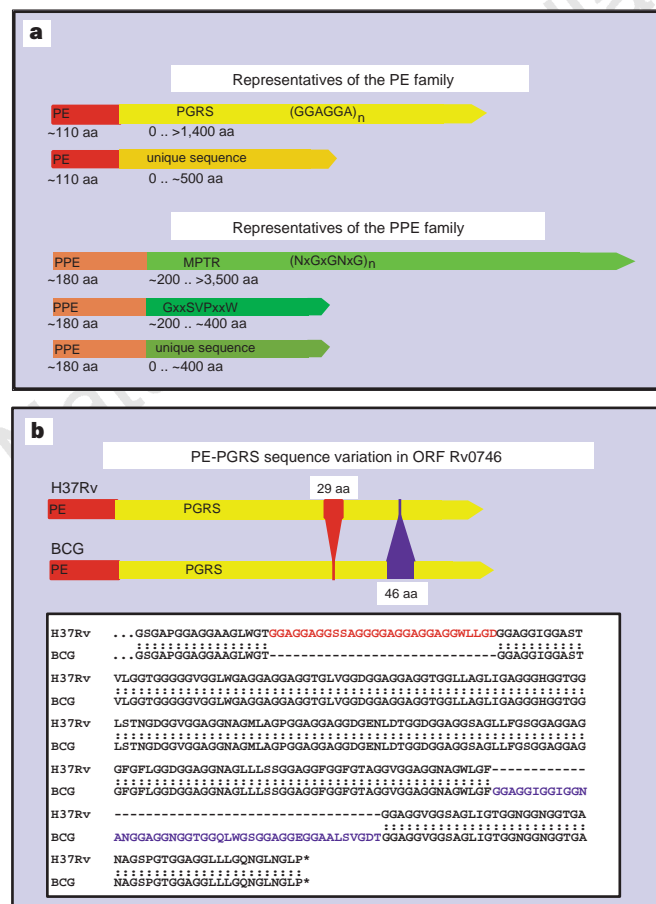 a
Representatives of the PE family
PE PGRS (GGAGGA)n
~110 aa 0 .. >1,400 aa
PE unique sequence
~110 aa 0 .. ~500 aa
Representatives of the PPE family
PPE MPTR (NxGxGNxG)n
~180 aa ~200 .. >3,500 aa
PPE GxxSVPxxW
~180 aa ~200 .. ~400 aa
PPE unique sequence
~180 aa 0 .. ~400 aa
b
PE-PGRS sequence variation in ORF Rv0746
H37Rv 29 aa
PE PGRS
BCG
PE PGRS
46 aa
H37Rv ...GSGAPGGAGGAAGLWGTGGAGGAGGSSAGGGGAGGAGGAGGWLLGDGGAGGIGGAST
:::::::::::::::::: ::::::::::::
BCG ...GSGAPGGAGGAAGLWGT-----------------------------GGAGGIGGAST
H37Rv VLGGTGGGGGVGGLWGAGGAGGAGGTGLVGGDGGAGGAGGTGGLLAGLIGAGGGHGGTGG
::::::::::::::::::::::::::::::::::::::::::::::::::::::::::::
BCG VLGGTGGGGGVGGLWGAGGAGGAGGTGLVGGDGGAGGAGGTGGLLAGLIGAGGGHGGTGG
H37Rv LSTNGDGGVGGAGGNAGMLAGPGGAGGAGGDGENLDTGGDGGAGGSAGLLFGSGGAGGAG
::::::::::::::::::::::::::::::::::::::::::::::::::::::::::::
BCG LSTNGDGGVGGAGGNAGMLAGPGGAGGAGGDGENLDTGGDGGAGGSAGLLFGSGGAGGAG
H37Rv GFGFLGGDGGAGGNAGLLLSSGGAGGFGGFGTAGGVGGAGGNAGWLGF------------
::::::::::::::::::::::::::::::::::::::::::::::::
BCG GFGFLGGDGGAGGNAGLLLSSGGAGGFGGFGTAGGVGGAGGNAGWLGFGGAGGIGGIGGN
H37Rv ----------------------------------GGAGGVGGSAGLIGTGGNGGNGGTGA
::::::::::::::::::::::::::
BCG ANGGAGGNGGTGGQLWGSGGAGGEGGAALSVGDTGGAGGVGGSAGLIGTGGNGGNGGTGA
H37Rv NAGSPGTGGAGGLLLGQNGLNGLP*
::::::::::::::::::::::::
BCG NAGSPGTGGAGGLLLGQNGLNGLP*